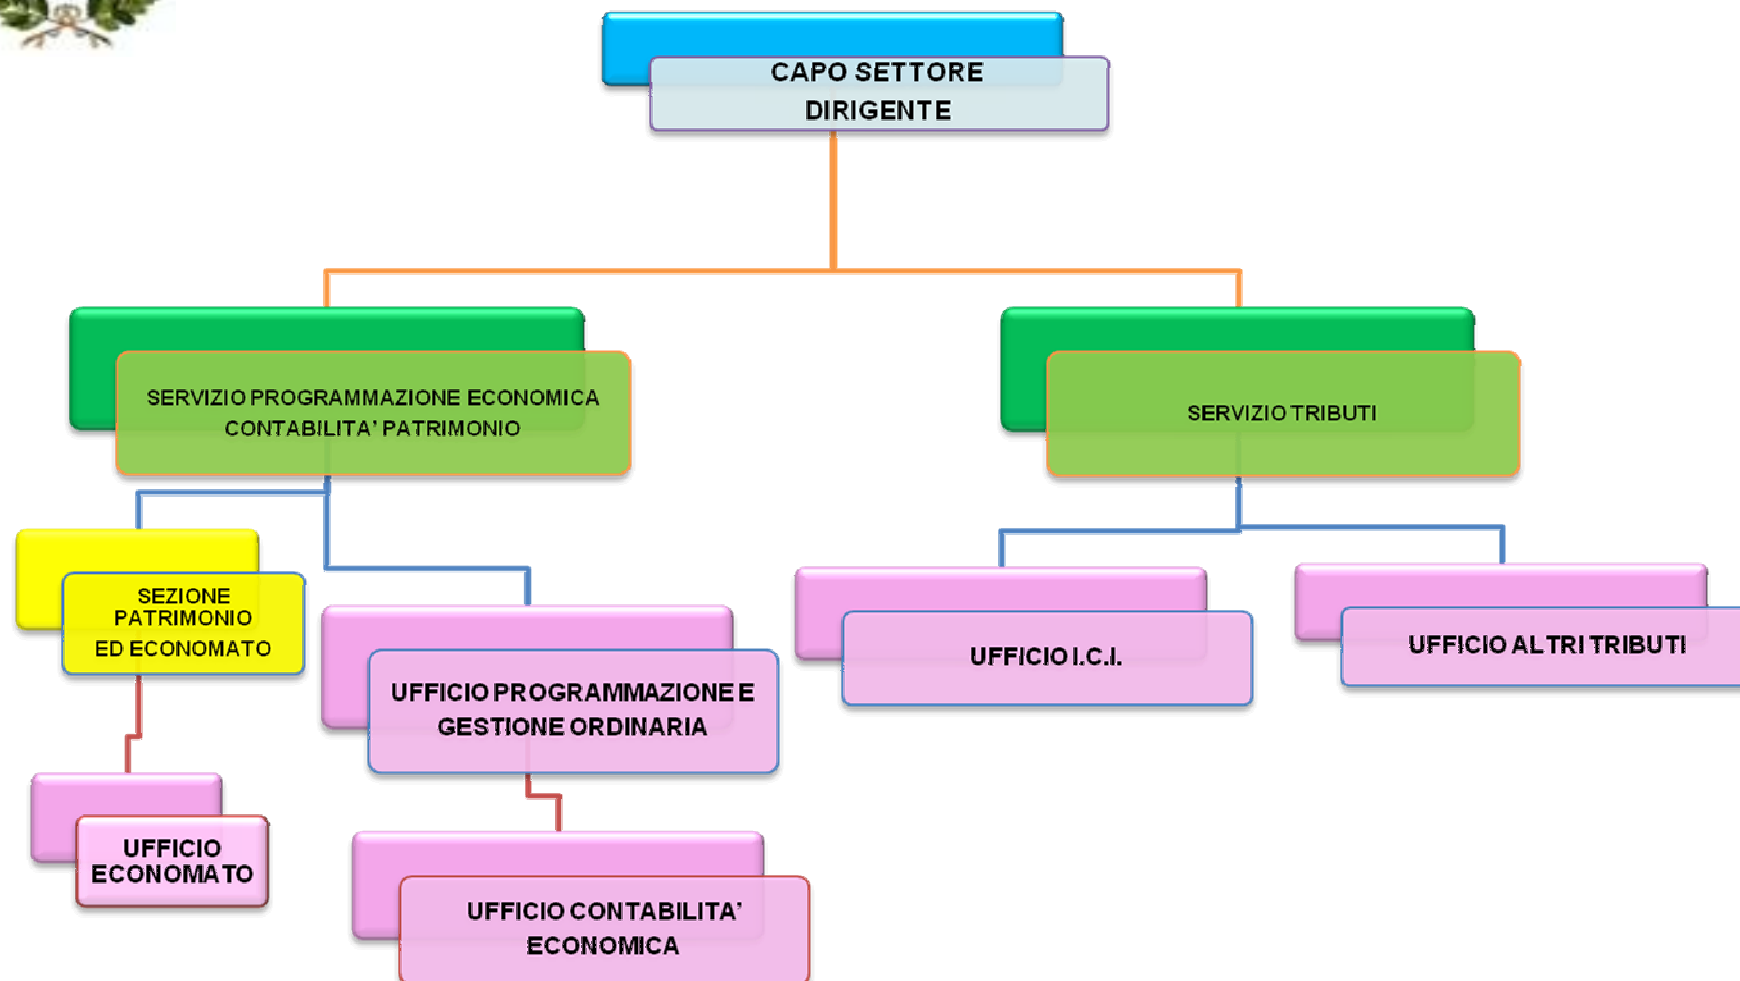 CAPO SETTORE
DIRIGENTE
SERVIZIO PROGRAMMAZIONE ECONOMICA
CONTABILITA' PATRIMONIO
SERVIZIO TRIBUTI
SEZIONE
PATRIMONIO
ED ECONOMATO
UFFICIO PROGRAMMAZIONE E
GESTIONE ORDINARIA
UFFICIO I.C.I.
UFFICIO ALTRI TRIBUTI
UFFICIO
ECONOMATO
UFFICIO CONTABILITA'
ECONOMICA